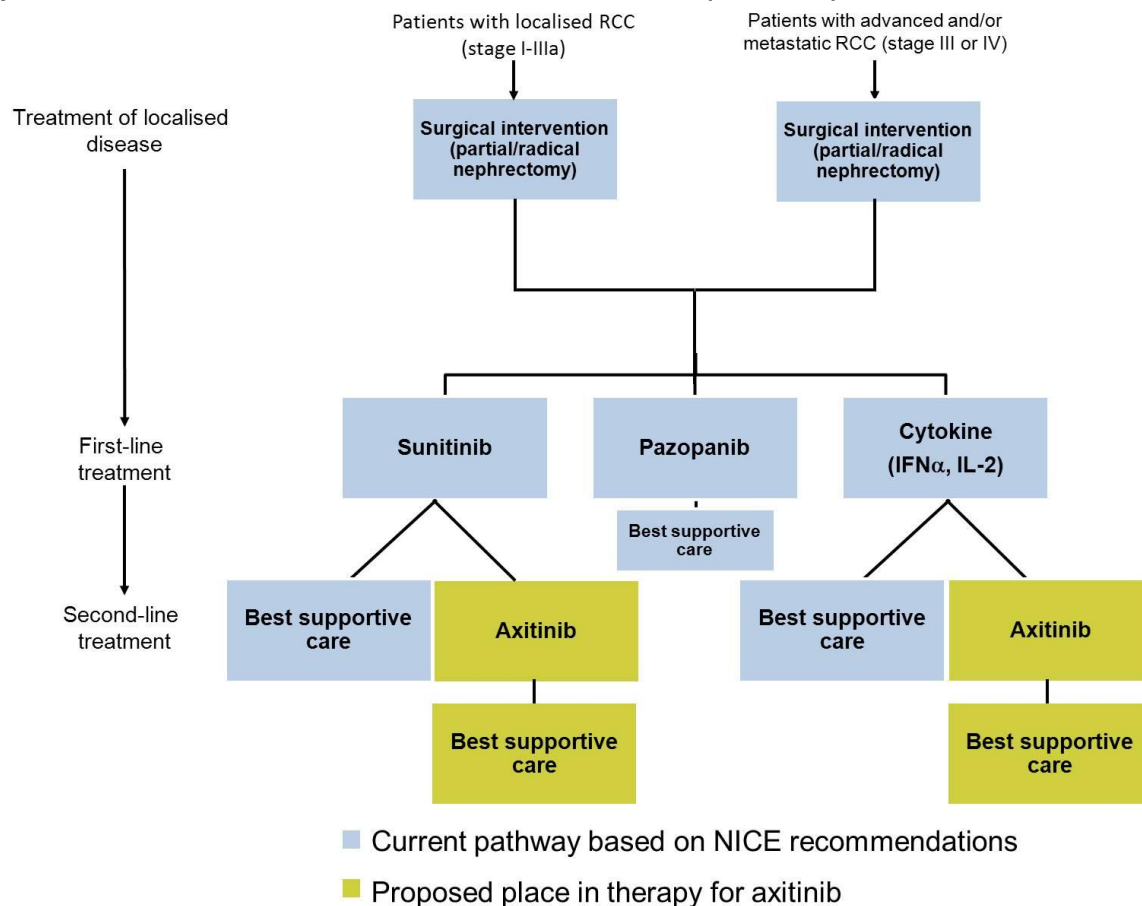 Patients with localised RCC
(stage I-IIIa)
Patients with advanced and/or
metastatic RCC (stage III or IV)
Treatment of localised
disease
Surgical intervention
(partial/radical
nephrectomy)
Surgical intervention
(partial/radical
nephrectomy)
First-line
treatment
Sunitinib
Pazopanib
Cytokine
(IFNα, IL-2)
Best supportive
care
Second-line
treatment
Best supportive
care
Axitinib
Best supportive
care
Axitinib
Best supportive
care
Best supportive
care
Current pathway based on NICE recommendations
Proposed place in therapy for axitinib